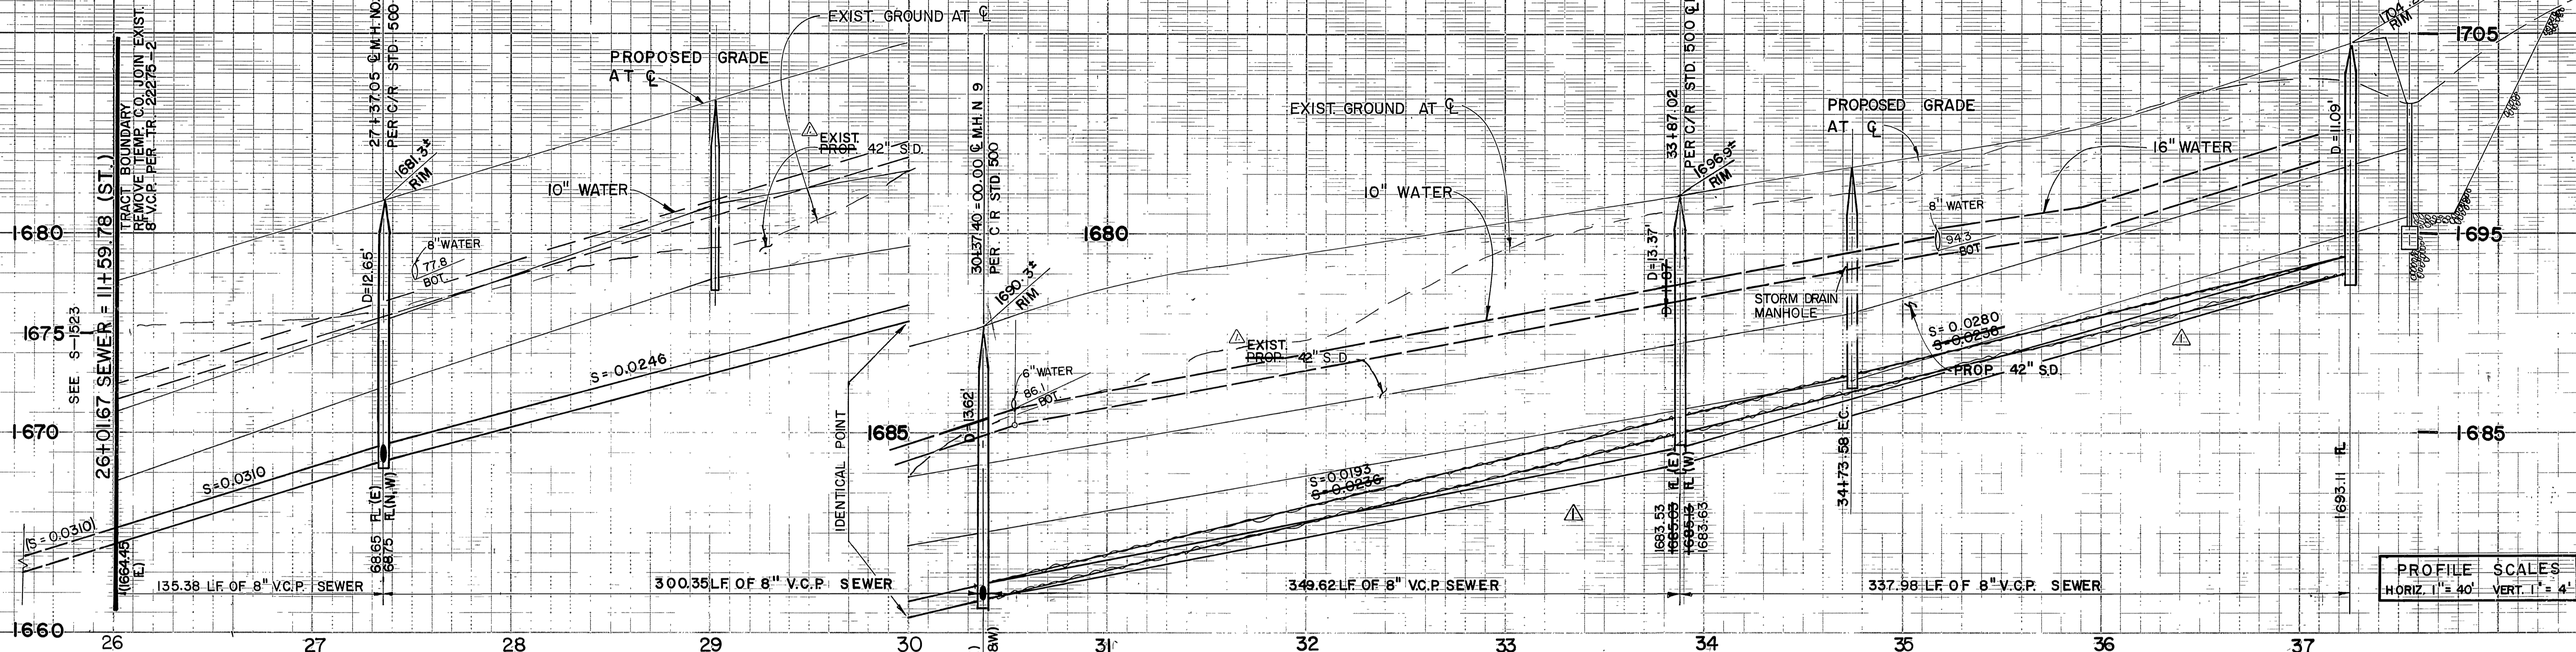 EXIST. GROUND AT ℄
PROPOSED GRADE
AT ℄
EXIST.
PROP. 42" S.D.
10" WATER
TRACT BOUNDARY
REMOVE TEMP. C.O. JOIN EXIST.
8" V.C.P. PER TR. 22275-2
26+01.67 SEWER = 11+59.78 (ST.)
SEE S-1523
27+37.05 ℄ M.H. NO.
PER C/R STD. 500
1681.3±
RIM
D=12.65'
8" WATER
77.8
BOT.
S=0.0246
S=0.0310
(S=0.0310)
(1664.45)
(E.)
68.65 FL (E)
68.75 FL (N,W)
135.38 L.F. OF 8" V.C.P. SEWER
300.35 L.F. OF 8" V.C.P. SEWER
IDENTICAL POINT
30+37.40=00.00 ℄ M.H. N 9
PER C R STD. 500
1690.3±
RIM
D=13.62'
6" WATER
86.1
BOT.
EXIST. GROUND AT ℄
10" WATER
EXIST.
PROP. 42" S.D.
S=0.0193
S=0.0236
349.62 L.F. OF 8" V.C.P. SEWER
33+87.02
PER C/R STD. 500 ℄
1696.9±
RIM
D=13.37'
D=11.87'
1683.53
1685.03 FL (E)
1685.13 FL (W)
1683.63
PROPOSED GRADE
AT ℄
16" WATER
8" WATER
94.3
BOT
STORM DRAIN
MANHOLE
S=0.0280
S=0.0238
PROP. 42" S.D.
34+73.58 E.C.
337.98 L.F. OF 8" V.C.P. SEWER
RIM
D=11.09'
1693.11 FL
1680
1675
1670
1660
1680
1685
1705
1695
1685
PROFILE SCALES
HORIZ. 1"=40' VERT. 1"=4'
26 27 28 29 30 31 32 33 34 35 36 37